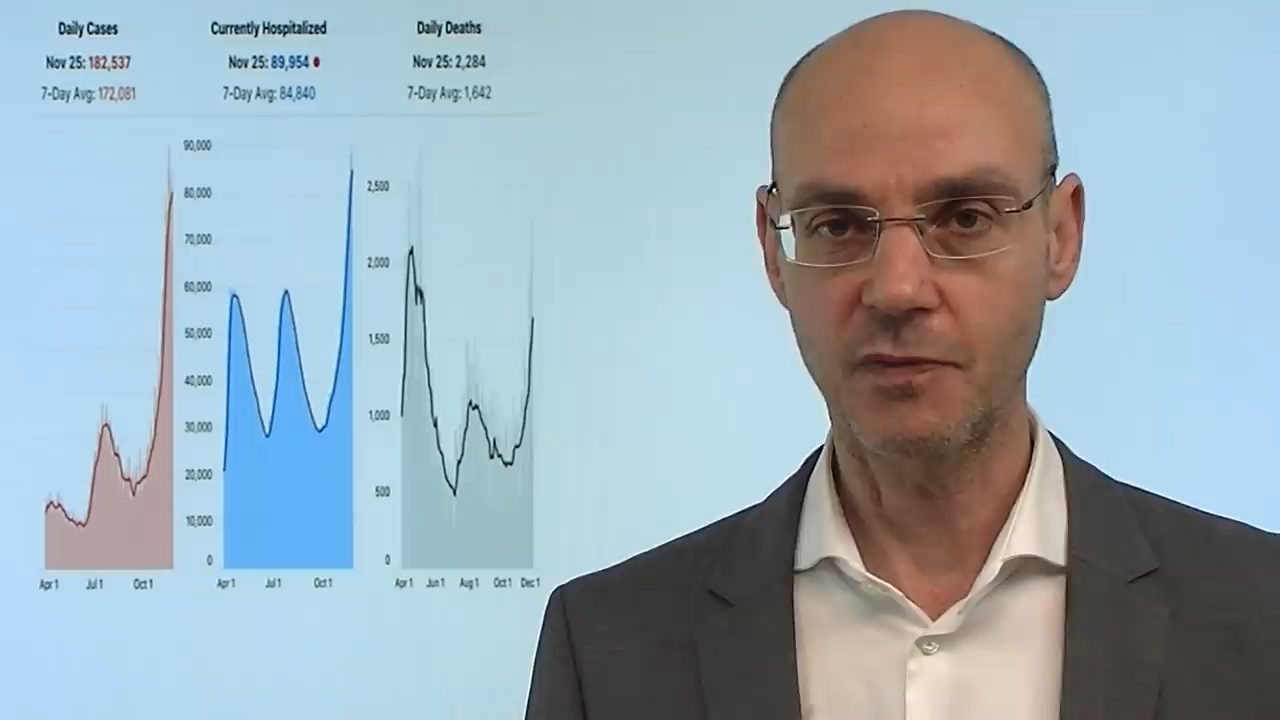 Daily Cases
Nov 25: 182,537
7-Day Avg: 172,081
Currently Hospitalized
Nov 25: 89,954
7-Day Avg: 84,840
Daily Deaths
Nov 25: 2,284
7-Day Avg: 1,642
90,000
80,000
70,000
60,000
50,000
40,000
30,000
20,000
10,000
0
2,500
2,000
1,500
1,000
500
0
Apr 1 Jul 1 Oct 1
Apr 1 Jul 1 Oct 1
Apr 1 Jun 1 Aug 1 Oct 1 Dec 1